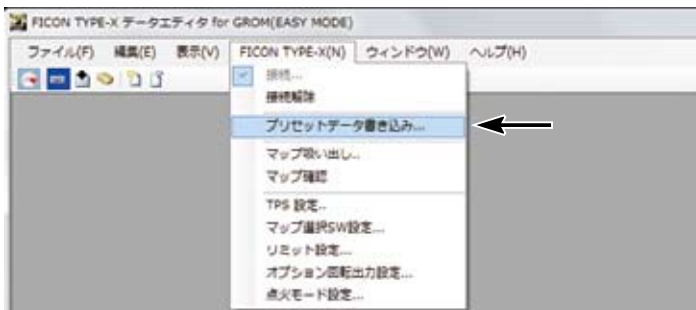 FICON TYPE-X データエディタ for GROM(EASY MODE)
ファイル(F) 編集(E) 表示(V) FICON TYPE-X(N) ウィンドウ(W) ヘルプ(H)
接続...
接続解除
プリセットデータ書き込み...
マップ吸い出し..
マップ確認
TPS 設定..
マップ選択SW設定...
リミット設定...
オプション回転出力設定...
点火モード設定...